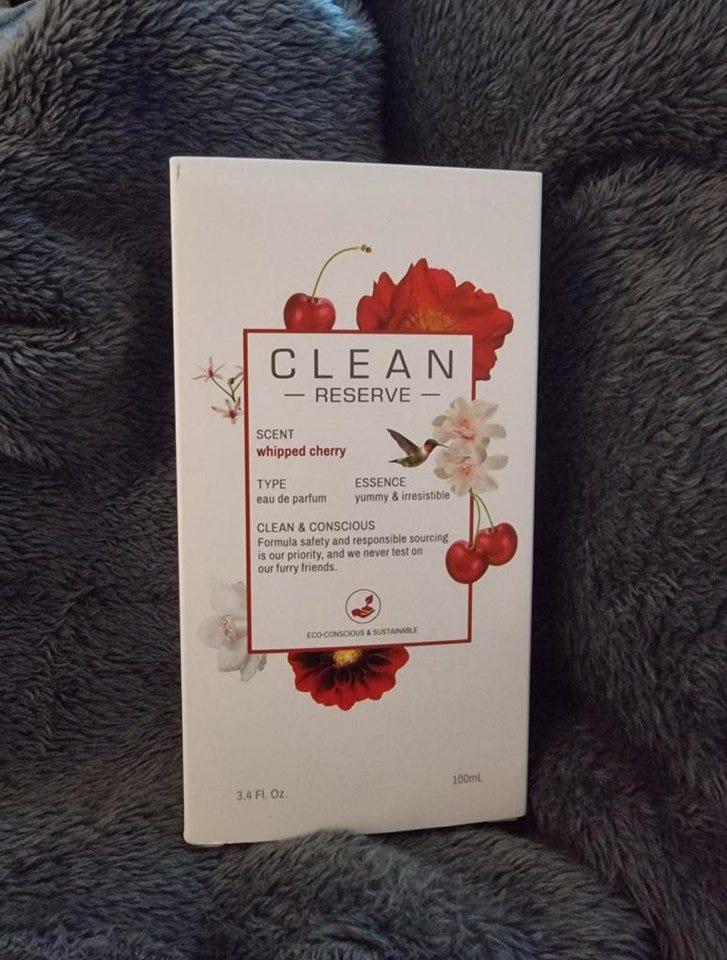 CLEAN
— RESERVE —
SCENT
whipped cherry
TYPE
eau de parfum
ESSENCE
yummy & irresistible
CLEAN & CONSCIOUS
Formula safety and responsible sourcing
is our priority, and we never test on
our furry friends.
ECO-CONSCIOUS & SUSTAINABLE
3.4 Fl. Oz.
100mL